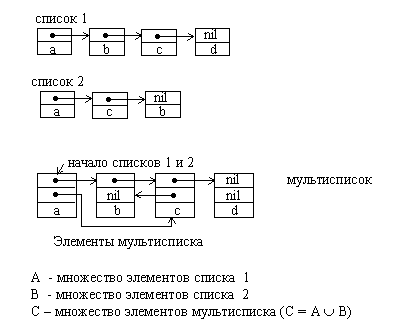 список 1
nil
a b c d
список 2
nil
a c b
начало списков 1 и 2
nil
nil nil
a b c d
мультисписок
Элементы мультисписка
A - множество элементов списка 1
B - множество элементов списка 2
C – множество элементов мультисписка (C = A ∪ B)